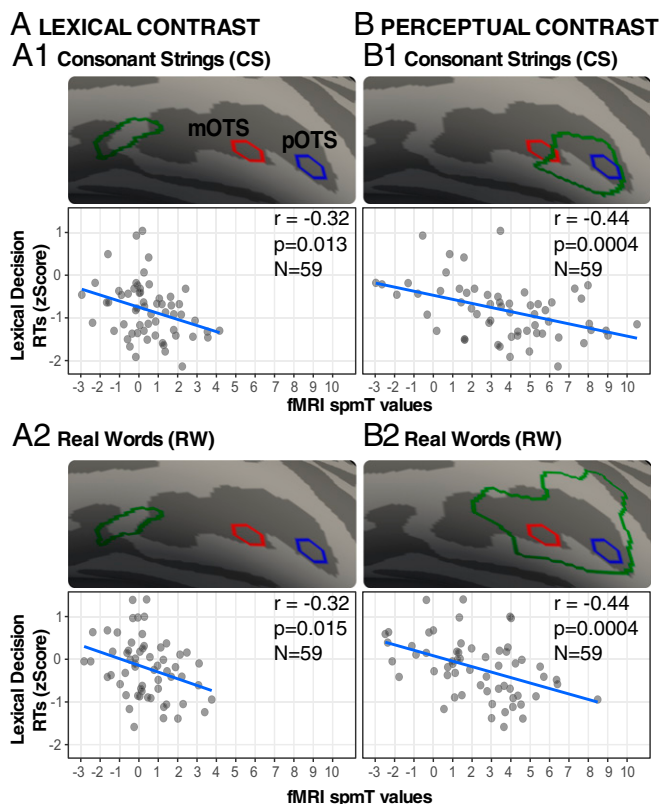 A LEXICAL CONTRAST
A1 Consonant Strings (CS)
mOTS
pOTS
r = -0.32
p=0.013
N=59
Lexical Decision
RTs (zScore)
1
0
-1
-2
-3 -2 -1 0 1 2 3 4 5 6 7 8 9 10
fMRI spmT values
B PERCEPTUAL CONTRAST
B1 Consonant Strings (CS)
r = -0.44
p=0.0004
N=59
-3 -2 -1 0 1 2 3 4 5 6 7 8 9 10
A2 Real Words (RW)
r = -0.32
p=0.015
N=59
Lexical Decision
RTs (zScore)
1
0
-1
-2
-3 -2 -1 0 1 2 3 4 5 6 7 8 9 10
fMRI spmT values
B2 Real Words (RW)
r = -0.44
p=0.0004
N=59
-3 -2 -1 0 1 2 3 4 5 6 7 8 9 10